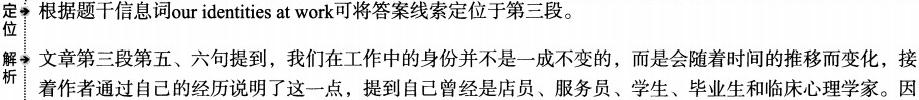 定位 根据题干信息词our identities at work可将答案线索定位于第三段。
解析 文章第三段第五、六句提到，我们在工作中的身份并不是一成不变的，而是会随着时间的推移而变化，接
着作者通过自己的经历说明了这一点，提到自己曾经是店员、服务员、学生、毕业生和临床心理学家。因